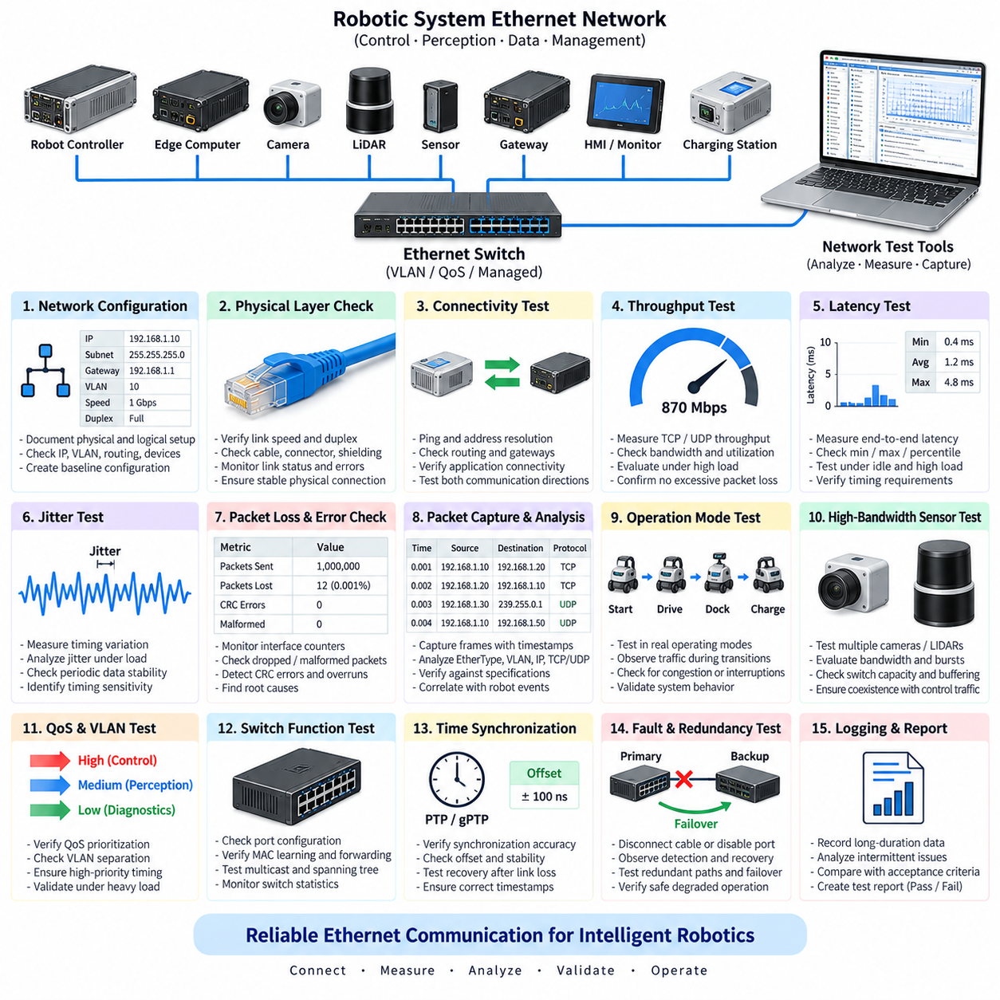 Robotic System Ethernet Network
(Control · Perception · Data · Management)
Robot Controller
Edge Computer
Camera
LiDAR
Sensor
Gateway
HMI / Monitor
Charging Station
Ethernet Switch
(VLAN / QoS / Managed)
Network Test Tools
(Analyze · Measure · Capture)
1. Network Configuration
IP 192.168.1.10
Subnet 255.255.255.0
Gateway 192.168.1.1
VLAN 10
Speed 1 Gbps
Duplex Full
- Document physical and logical setup
- Check IP, VLAN, routing, devices
- Create baseline configuration
2. Physical Layer Check
- Verify link speed and duplex
- Check cable, connector, shielding
- Monitor link status and errors
- Ensure stable physical connection
3. Connectivity Test
- Ping and address resolution
- Check routing and gateways
- Verify application connectivity
- Test both communication directions
4. Throughput Test
870 Mbps
- Measure TCP / UDP throughput
- Check bandwidth and utilization
- Evaluate under high load
- Confirm no excessive packet loss
5. Latency Test
Latency (ms)
10
5
0
Min 0.4 ms
Avg 1.2 ms
Max 4.8 ms
- Measure end-to-end latency
- Check min / max / percentile
- Test under idle and high load
- Verify timing requirements
6. Jitter Test
Jitter
- Measure timing variation
- Analyze jitter under load
- Check periodic data stability
- Identify timing sensitivity
7. Packet Loss & Error Check
Metric Value
Packets Sent 1,000,000
Packets Lost 12 (0.001%)
CRC Errors 0
Malformed 0
- Monitor interface counters
- Check dropped / malformed packets
- Detect CRC errors and overruns
- Find root causes
8. Packet Capture & Analysis
Time Source Destination Protocol
0.001 192.168.1.10 192.168.1.20 TCP
0.002 192.168.1.20 192.168.1.10 TCP
0.003 192.168.1.30 239.255.0.1 UDP
0.004 192.168.1.10 192.168.1.50 UDP
- Capture frames with timestamps
- Analyze EtherType, VLAN, IP, TCP/UDP
- Verify against specifications
- Correlate with robot events
9. Operation Mode Test
Start
Drive
Dock
Charge
- Test in real operating modes
- Observe traffic during transitions
- Check for congestion or interruptions
- Validate system behavior
10. High-Bandwidth Sensor Test
- Test multiple cameras / LIDARs
- Evaluate bandwidth and bursts
- Check switch capacity and buffering
- Ensure coexistence with control traffic
11. QoS & VLAN Test
High (Control)
Medium (Perception)
Low (Diagnostics)
- Verify QoS prioritization
- Check VLAN separation
- Ensure high-priority timing
- Validate under heavy load
12. Switch Function Test
- Check port configuration
- Verify MAC learning and forwarding
- Test multicast and spanning tree
- Monitor switch statistics
13. Time Synchronization
PTP / gPTP
Offset
± 100 ns
- Verify synchronization accuracy
- Check offset and stability
- Test recovery after link loss
- Ensure correct timestamps
14. Fault & Redundancy Test
Primary
Backup
Failover
- Disconnect cable or disable port
- Observe detection and recovery
- Test redundant paths and failover
- Verify safe degraded operation
15. Logging & Report
- Record long-duration data
- Analyze intermittent issues
- Compare with acceptance criteria
- Create test report (Pass / Fail)
Reliable Ethernet Communication for Intelligent Robotics
Connect · Measure · Analyze · Validate · Operate